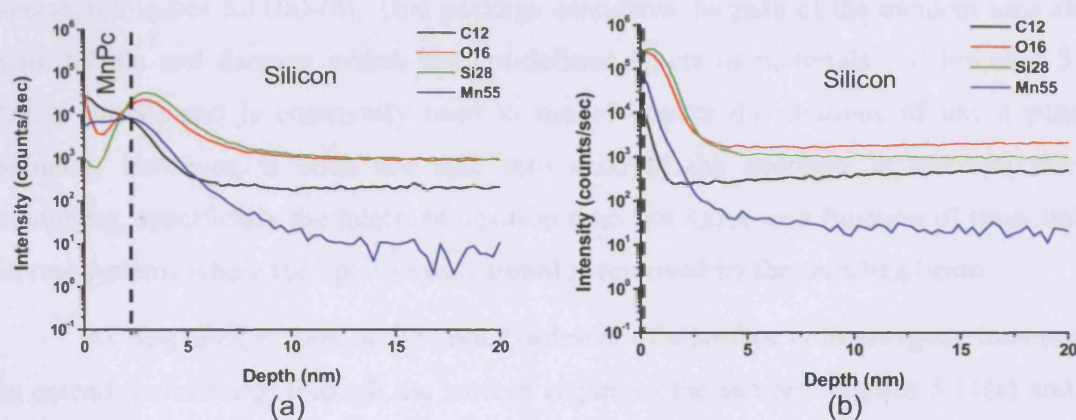 C12
O16
Si28
Mn55
MnPc
Silicon
Intensity (counts/sec)
10⁶
10⁵
10⁴
10³
10²
10¹
10⁰
10⁻¹
0
5
10
15
20
Depth (nm)
(a)
C12
O16
Si28
Mn55
Silicon
Intensity (counts/sec)
10⁶
10⁵
10⁴
10³
10²
10¹
10⁰
10⁻¹
0
5
10
15
20
Depth (nm)
(b)